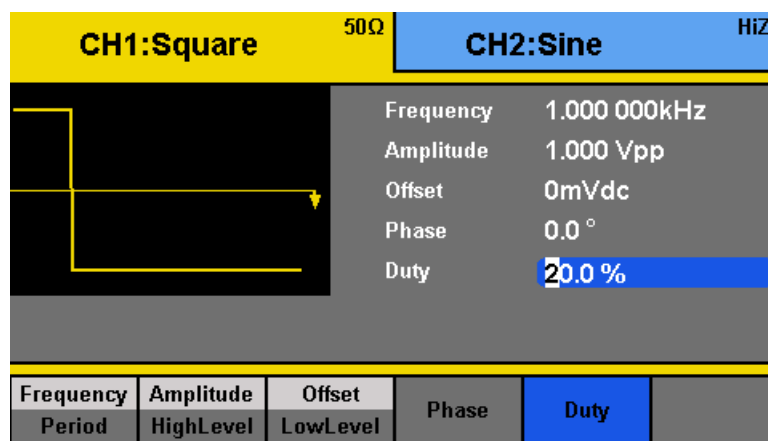 CH1:Square 50Ω CH2:Sine HiZ
Frequency 1.000 000kHz
Amplitude 1.000 Vpp
Offset 0mVdc
Phase 0.0 °
Duty 20.0 %
Frequency Amplitude Offset Phase Duty
Period HighLevel LowLevel